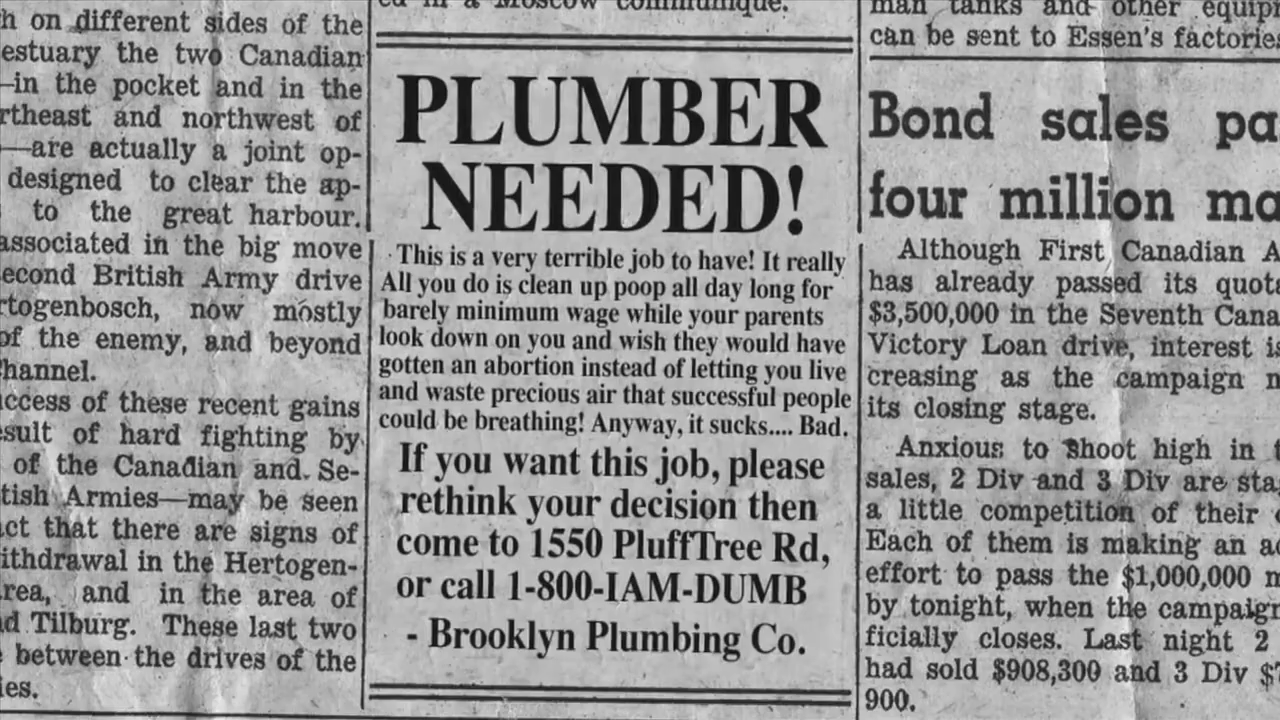 h on different sides of the
estuary the two Canadian
—in the pocket and in the
rtheast and northwest of
—are actually a joint op-
designed to clear the ap-
to the great harbour.
associated in the big move
econd British Army drive
rtogenbosch, now mostly
of the enemy, and beyond
hannel.
ccess of these recent gains
sult of hard fighting by
of the Canadian and Se-
tish Armies—may be seen
ct that there are signs of
ithdrawal in the Hertogen-
rea, and in the area of
d Tilburg. These last two
between the drives of the
ies.
ed in a Moscow communique.
PLUMBER
NEEDED!
This is a very terrible job to have! It really
All you do is clean up poop all day long for
barely minimum wage while your parents
look down on you and wish they would have
gotten an abortion instead of letting you live
and waste precious air that successful people
could be breathing! Anyway, it sucks.... Bad.
If you want this job, please
rethink your decision then
come to 1550 PluffTree Rd,
or call 1-800-IAM-DUMB
- Brooklyn Plumbing Co.
man tanks and other equip
can be sent to Essen's factories
Bond sales pa
four million ma
Although First Canadian A
has already passed its quota
$3,500,000 in the Seventh Cana
Victory Loan drive, interest is
creasing as the campaign n
its closing stage.
Anxious to shoot high in
sales, 2 Div and 3 Div are sta
a little competition of their
Each of them is making an a
effort to pass the $1,000,000 m
by tonight, when the campaign
ficially closes. Last night 2
had sold $908,300 and 3 Div $
900.